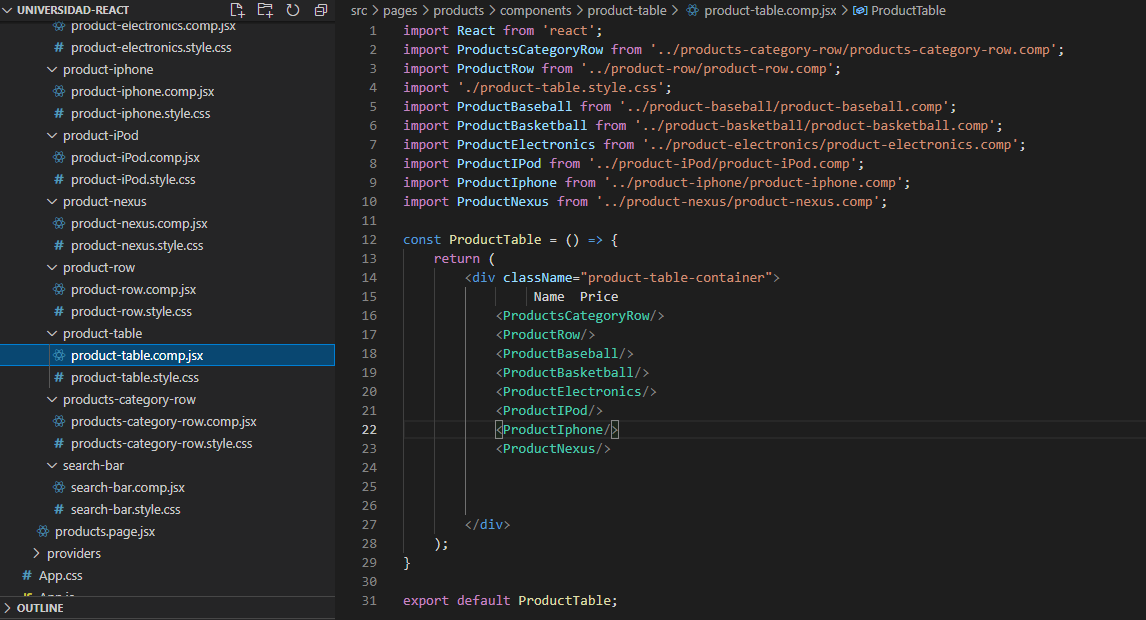 UNIVERSIDAD-REACT
product-electronics.comp.jsx
# product-electronics.style.css
product-iphone
product-iphone.comp.jsx
# product-iphone.style.css
product-iPod
product-iPod.comp.jsx
# product-iPod.style.css
product-nexus
product-nexus.comp.jsx
# product-nexus.style.css
product-row
product-row.comp.jsx
# product-row.style.css
product-table
product-table.comp.jsx
# product-table.style.css
products-category-row
products-category-row.comp.jsx
# products-category-row.style.css
search-bar
search-bar.comp.jsx
# search-bar.style.css
products.page.jsx
providers
# App.css
JS App.js
OUTLINE
src > pages > products > components > product-table > product-table.comp.jsx > ProductTable
1 import React from 'react';
2 import ProductsCategoryRow from '../products-category-row/products-category-row.comp';
3 import ProductRow from '../product-row/product-row.comp';
4 import './product-table.style.css';
5 import ProductBaseball from '../product-baseball/product-baseball.comp';
6 import ProductBasketball from '../product-basketball/product-basketball.comp';
7 import ProductElectronics from '../product-electronics/product-electronics.comp';
8 import ProductIPod from '../product-iPod/product-iPod.comp';
9 import ProductIphone from '../product-iphone/product-iphone.comp';
10 import ProductNexus from '../product-nexus/product-nexus.comp';
11
12 const ProductTable = () => {
13     return (
14         <div className="product-table-container">
15                  Name  Price
16             <ProductsCategoryRow/>
17             <ProductRow/>
18             <ProductBaseball/>
19             <ProductBasketball/>
20             <ProductElectronics/>
21             <ProductIPod/>
22             <ProductIphone/>
23             <ProductNexus/>
24
25
26
27         </div>
28     );
29 }
30
31 export default ProductTable;